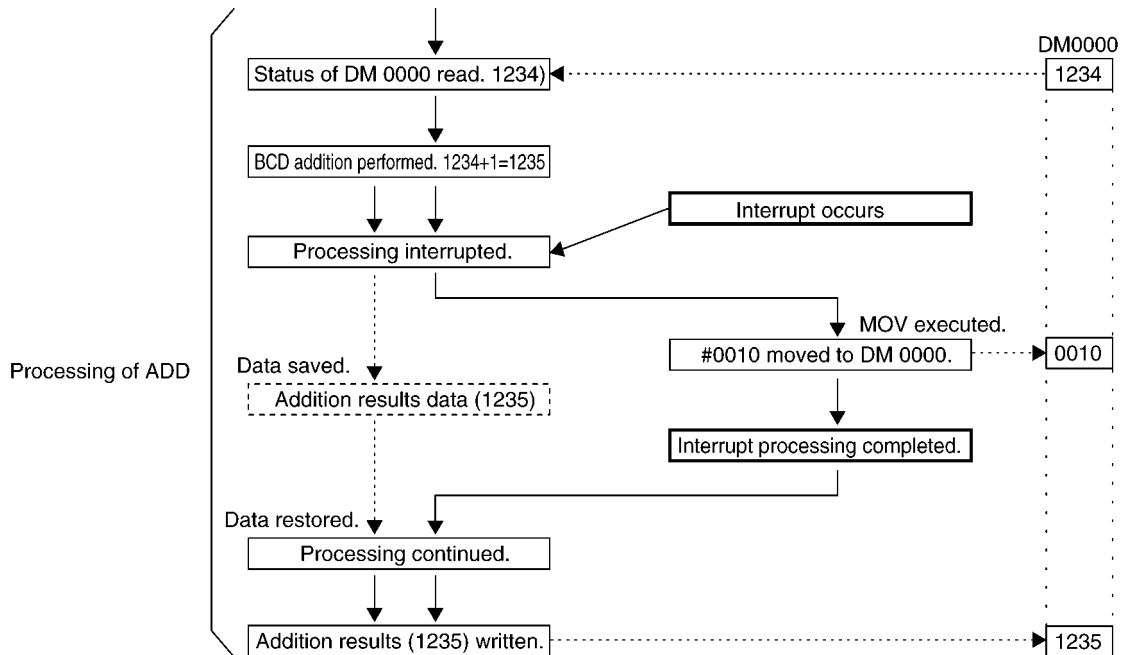 DM0000
Status of DM 0000 read. 1234)
1234
BCD addition performed. 1234+1=1235
Interrupt occurs
Processing interrupted.
MOV executed.
#0010 moved to DM 0000.
0010
Processing of ADD
Data saved.
Addition results data (1235)
Interrupt processing completed.
Data restored.
Processing continued.
Addition results (1235) written.
1235